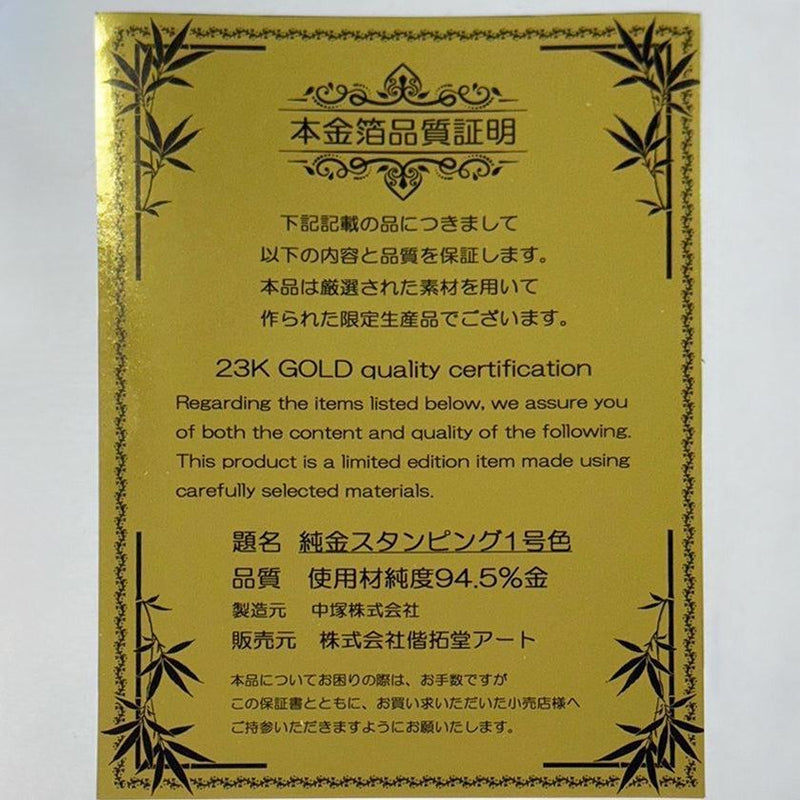 本金箔品質証明
下記記載の品につきまして
以下の内容と品質を保証します。
本品は厳選された素材を用いて
作られた限定生産品でございます。
23K GOLD quality certification
Regarding the items listed below, we assure you
of both the content and quality of the following.
This product is a limited edition item made using
carefully selected materials.
題名 純金スタンピング1号色
品質 使用材純度94.5%金
製造元 中塚株式会社
販売元 株式会社偕拓堂アート
本品についてお困りの際は、お手数ですが
この保証書とともに、お買い求いただいた小売店様へ
ご持参いただきますようにお願いいたします。